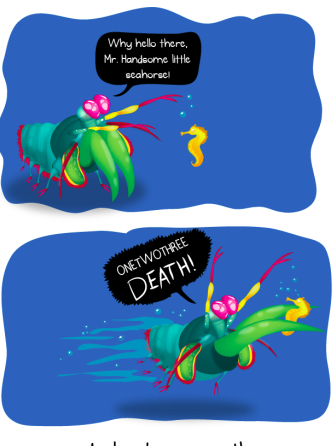 Why hello there,
Mr. Handsome little
seahorse!
ONETWOTHREE
DEATH!